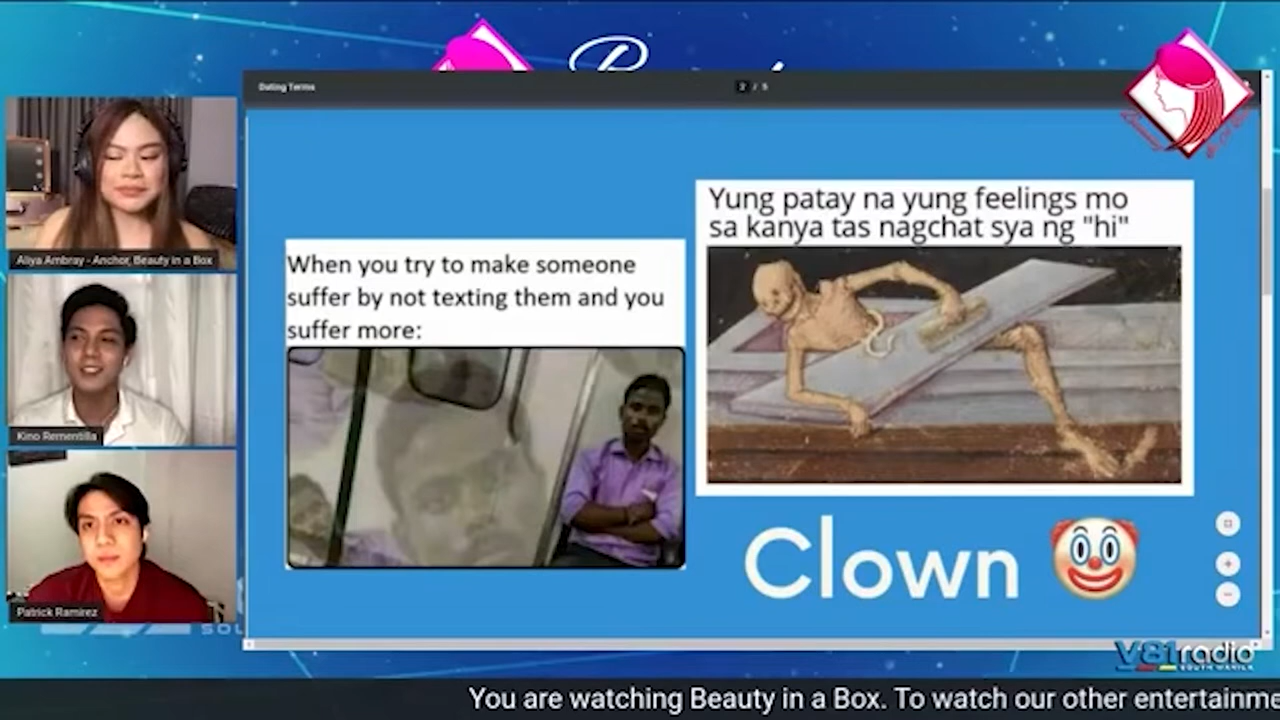 Dating Terms
2 / 5
Aliya Ambray - Anchor, Beauty in a Box
Kino Rementilla
Patrick Ramirez
When you try to make someone
suffer by not texting them and you
suffer more:
Yung patay na yung feelings mo
sa kanya tas nagchat sya ng "hi"
Clown 🤡
SOL
V81radio
SOUTH MANILA
You are watching Beauty in a Box. To watch our other entertainme